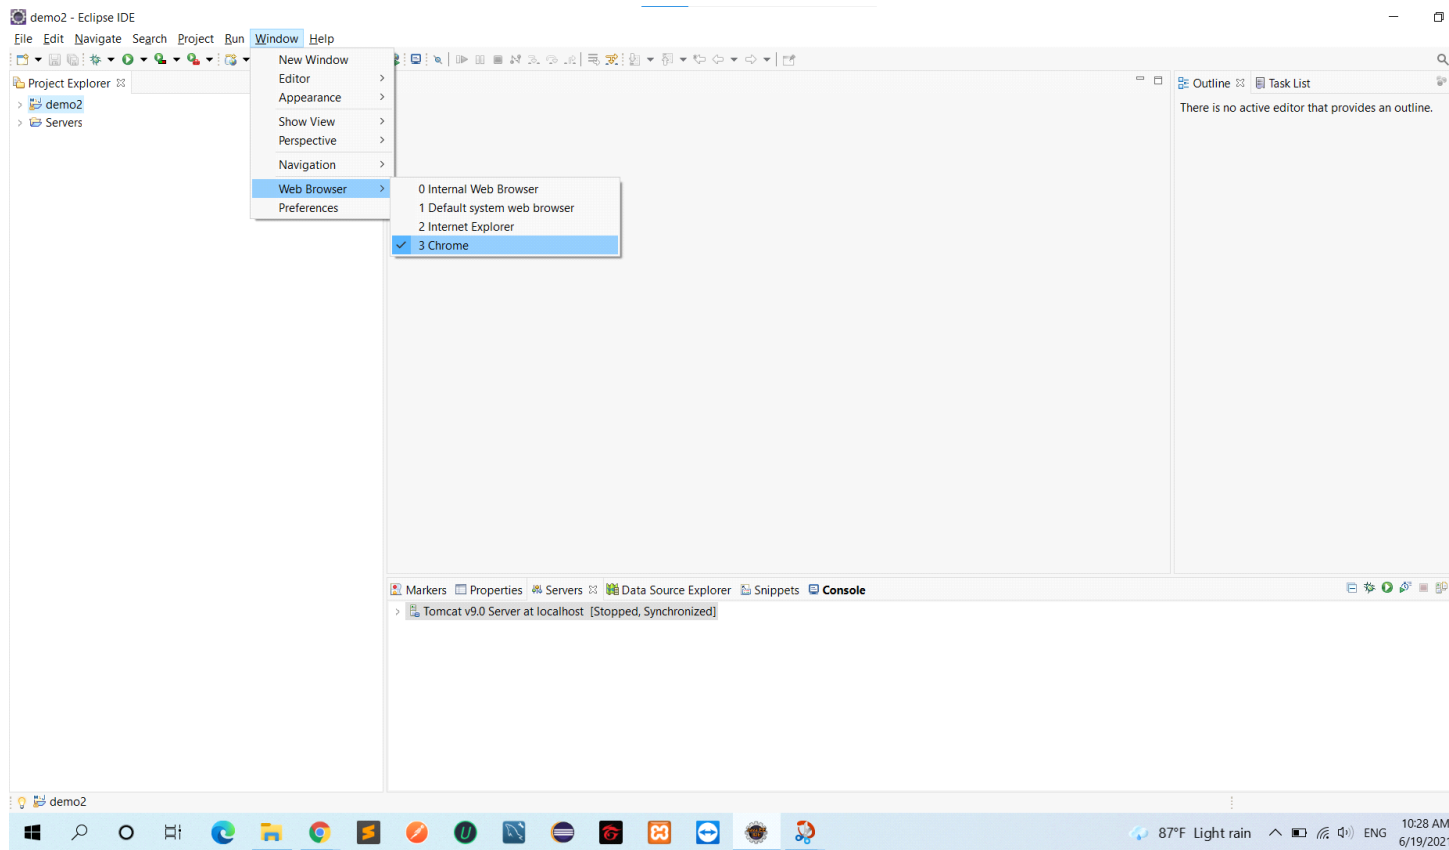 demo2 - Eclipse IDE
File Edit Navigate Search Project Run Window Help
Project Explorer
demo2
Servers
New Window
Editor
Appearance
Show View
Perspective
Navigation
Web Browser
Preferences
0 Internal Web Browser
1 Default system web browser
2 Internet Explorer
3 Chrome
Outline Task List
There is no active editor that provides an outline.
Markers Properties Servers Data Source Explorer Snippets Console
Tomcat v9.0 Server at localhost [Stopped, Synchronized]
demo2
87°F Light rain ENG
10:28 AM
6/19/202